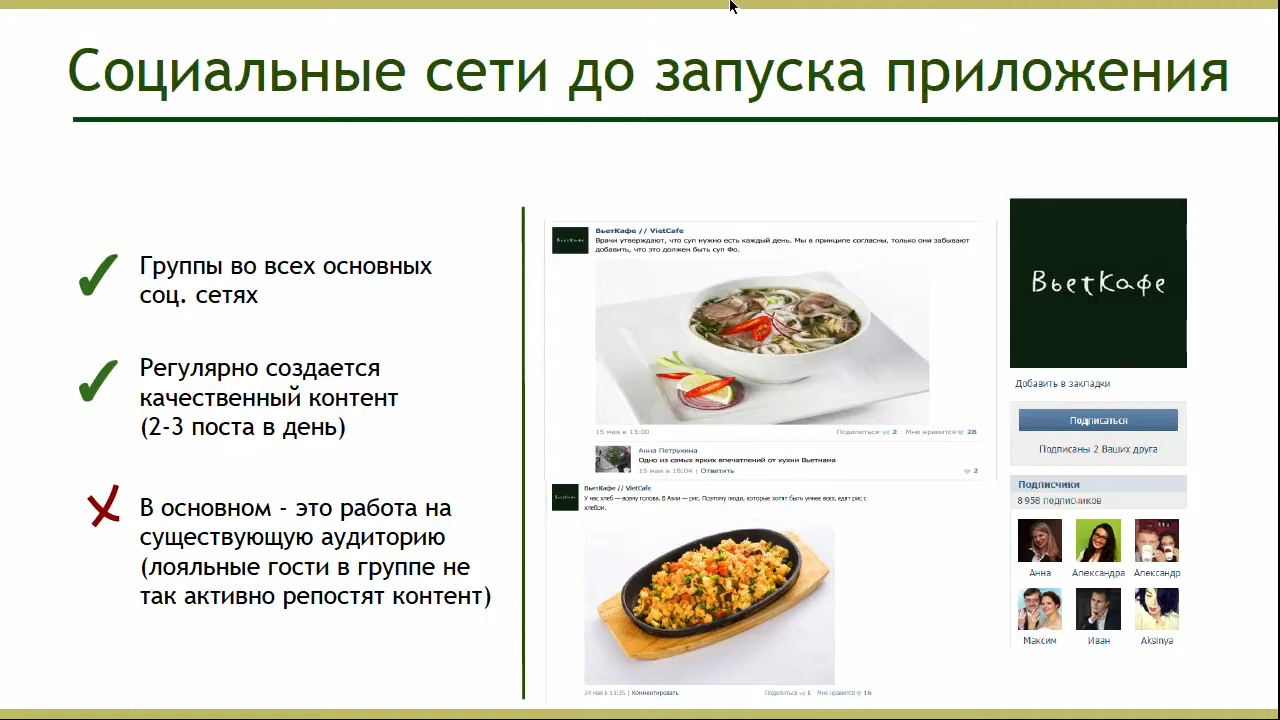 Социальные сети до запуска приложения
Группы во всех основных
соц. сетях
Регулярно создается
качественный контент
(2-3 поста в день)
В основном - это работа на
существующую аудиторию
(лояльные гости в группе не
так активно репостят контент)
ВьетКафе // VietCafe
Врачи утверждают, что суп нужно есть каждый день. Мы в принципе согласны, только они забывают
добавить, что это должен быть суп Фо.
15 мая в 13:00 Поделиться 2 Мне нравится 28
Анна Петрухина
Одно из самых ярких впечатлений от кухни Вьетнама
15 мая в 18:04 | Ответить 2
ВьетКафе // VietCafe
У нас хлеб — всему голова. В Азии — рис. Поэтому люди, которые хотят быть умнее всех, едят рис с
хлебом.
24 мая в 13:25 | Комментировать Поделиться 1 Мне нравится 16
ВьетКафе
Добавить в закладки
Подписаться
Подписаны 2 Ваших друга
Подписчики
8 958 подписчиков
Анна Александра Александр
Максим Иван Aksinya